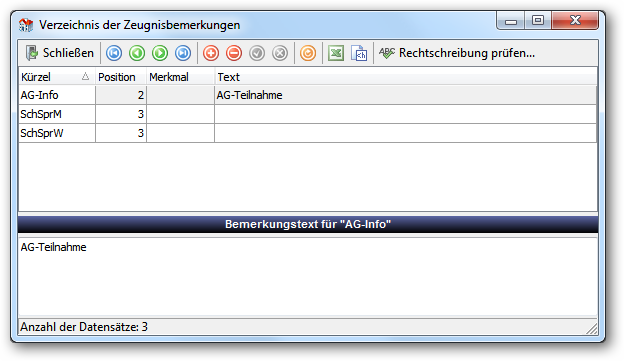 Verzeichnis der Zeugnisbemerkungen
Schließen ABC Rechtschreibung prüfen...
Kürzel Position Merkmal Text
AG-Info 2 AG-Teilnahme
SchSprM 3
SchSprW 3
Bemerkungstext für "AG-Info"
AG-Teilnahme
Anzahl der Datensätze: 3